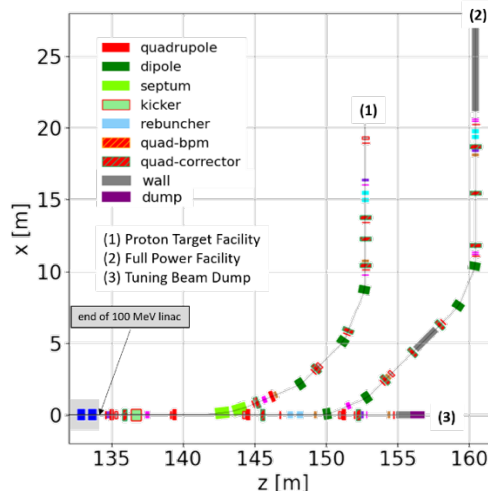 (2)
25
20
15
10
5
0
x [m]
quadrupole
dipole
septum
kicker
rebuncher
quad-bpm
quad-corrector
wall
dump
(1)
(1) Proton Target Facility
(2) Full Power Facility
(3) Tuning Beam Dump
end of 100 MeV linac
(3)
135 140 145 150 155 160
z [m]